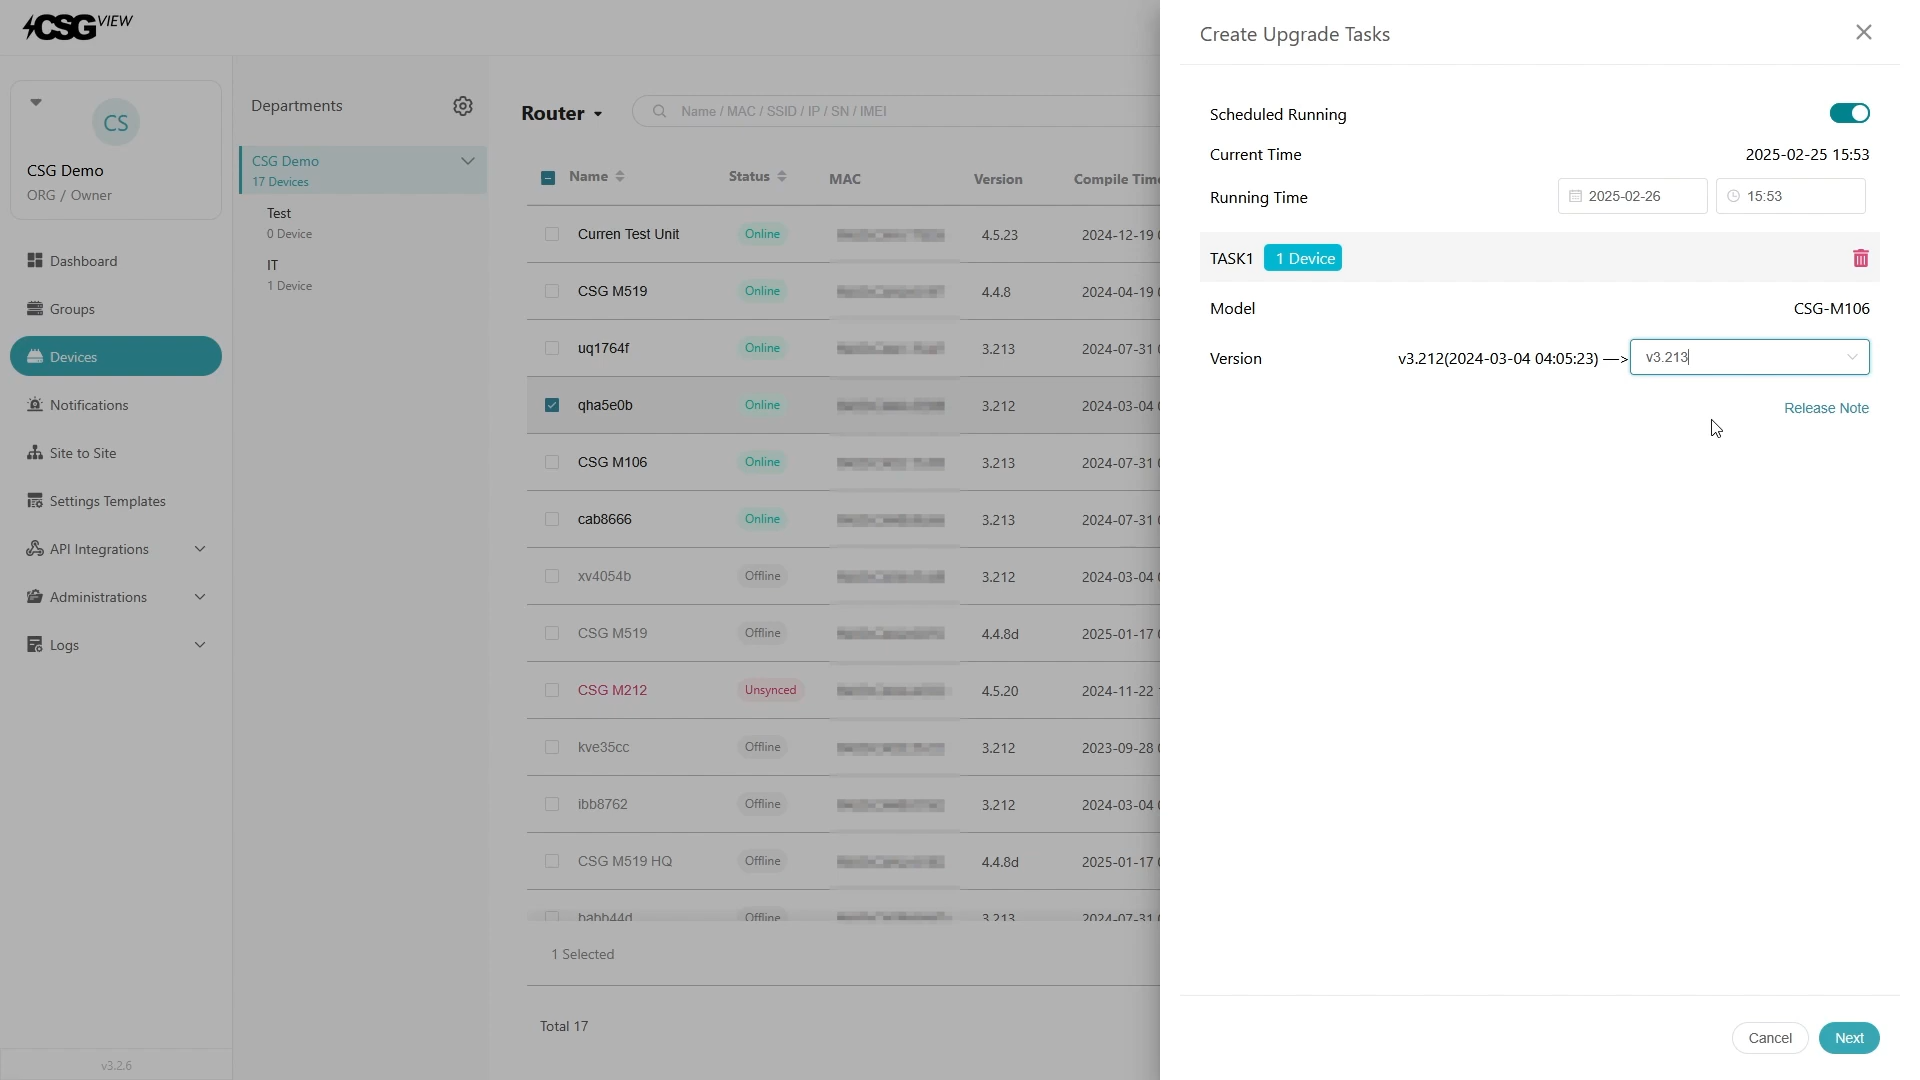 CSG VIEW
CS
CSG Demo
ORG / Owner
Dashboard
Groups
Devices
Notifications
Site to Site
Settings Templates
API Integrations
Administrations
Logs
v3.2.6
Departments
CSG Demo
17 Devices
Test
0 Device
IT
1 Device
Router
Name / MAC / SSID / IP / SN / IMEI
Name Status MAC Version Compile Time
Curren Test Unit Online 4.5.23 2024-12-19
CSG M519 Online 4.4.8 2024-04-19
uq1764f Online 3.213 2024-07-31
qha5e0b Online 3.212 2024-03-04
CSG M106 Online 3.213 2024-07-31
cab8666 Online 3.213 2024-07-31
xv4054b Offline 3.212 2024-03-04
CSG M519 Offline 4.4.8d 2025-01-17
CSG M212 Unsynced 4.5.20 2024-11-22
kve35cc Offline 3.212 2023-09-28
ibb8762 Offline 3.212 2024-03-04
CSG M519 HQ Offline 4.4.8d 2025-01-17
Offline 3.213 2024-07-31
1 Selected
Total 17
Create Upgrade Tasks
Scheduled Running
Current Time 2025-02-25 15:53
Running Time 2025-02-26 15:53
TASK1 1 Device
Model CSG-M106
Version v3.212(2024-03-04 04:05:23) —> v3.213
Release Note
Cancel Next